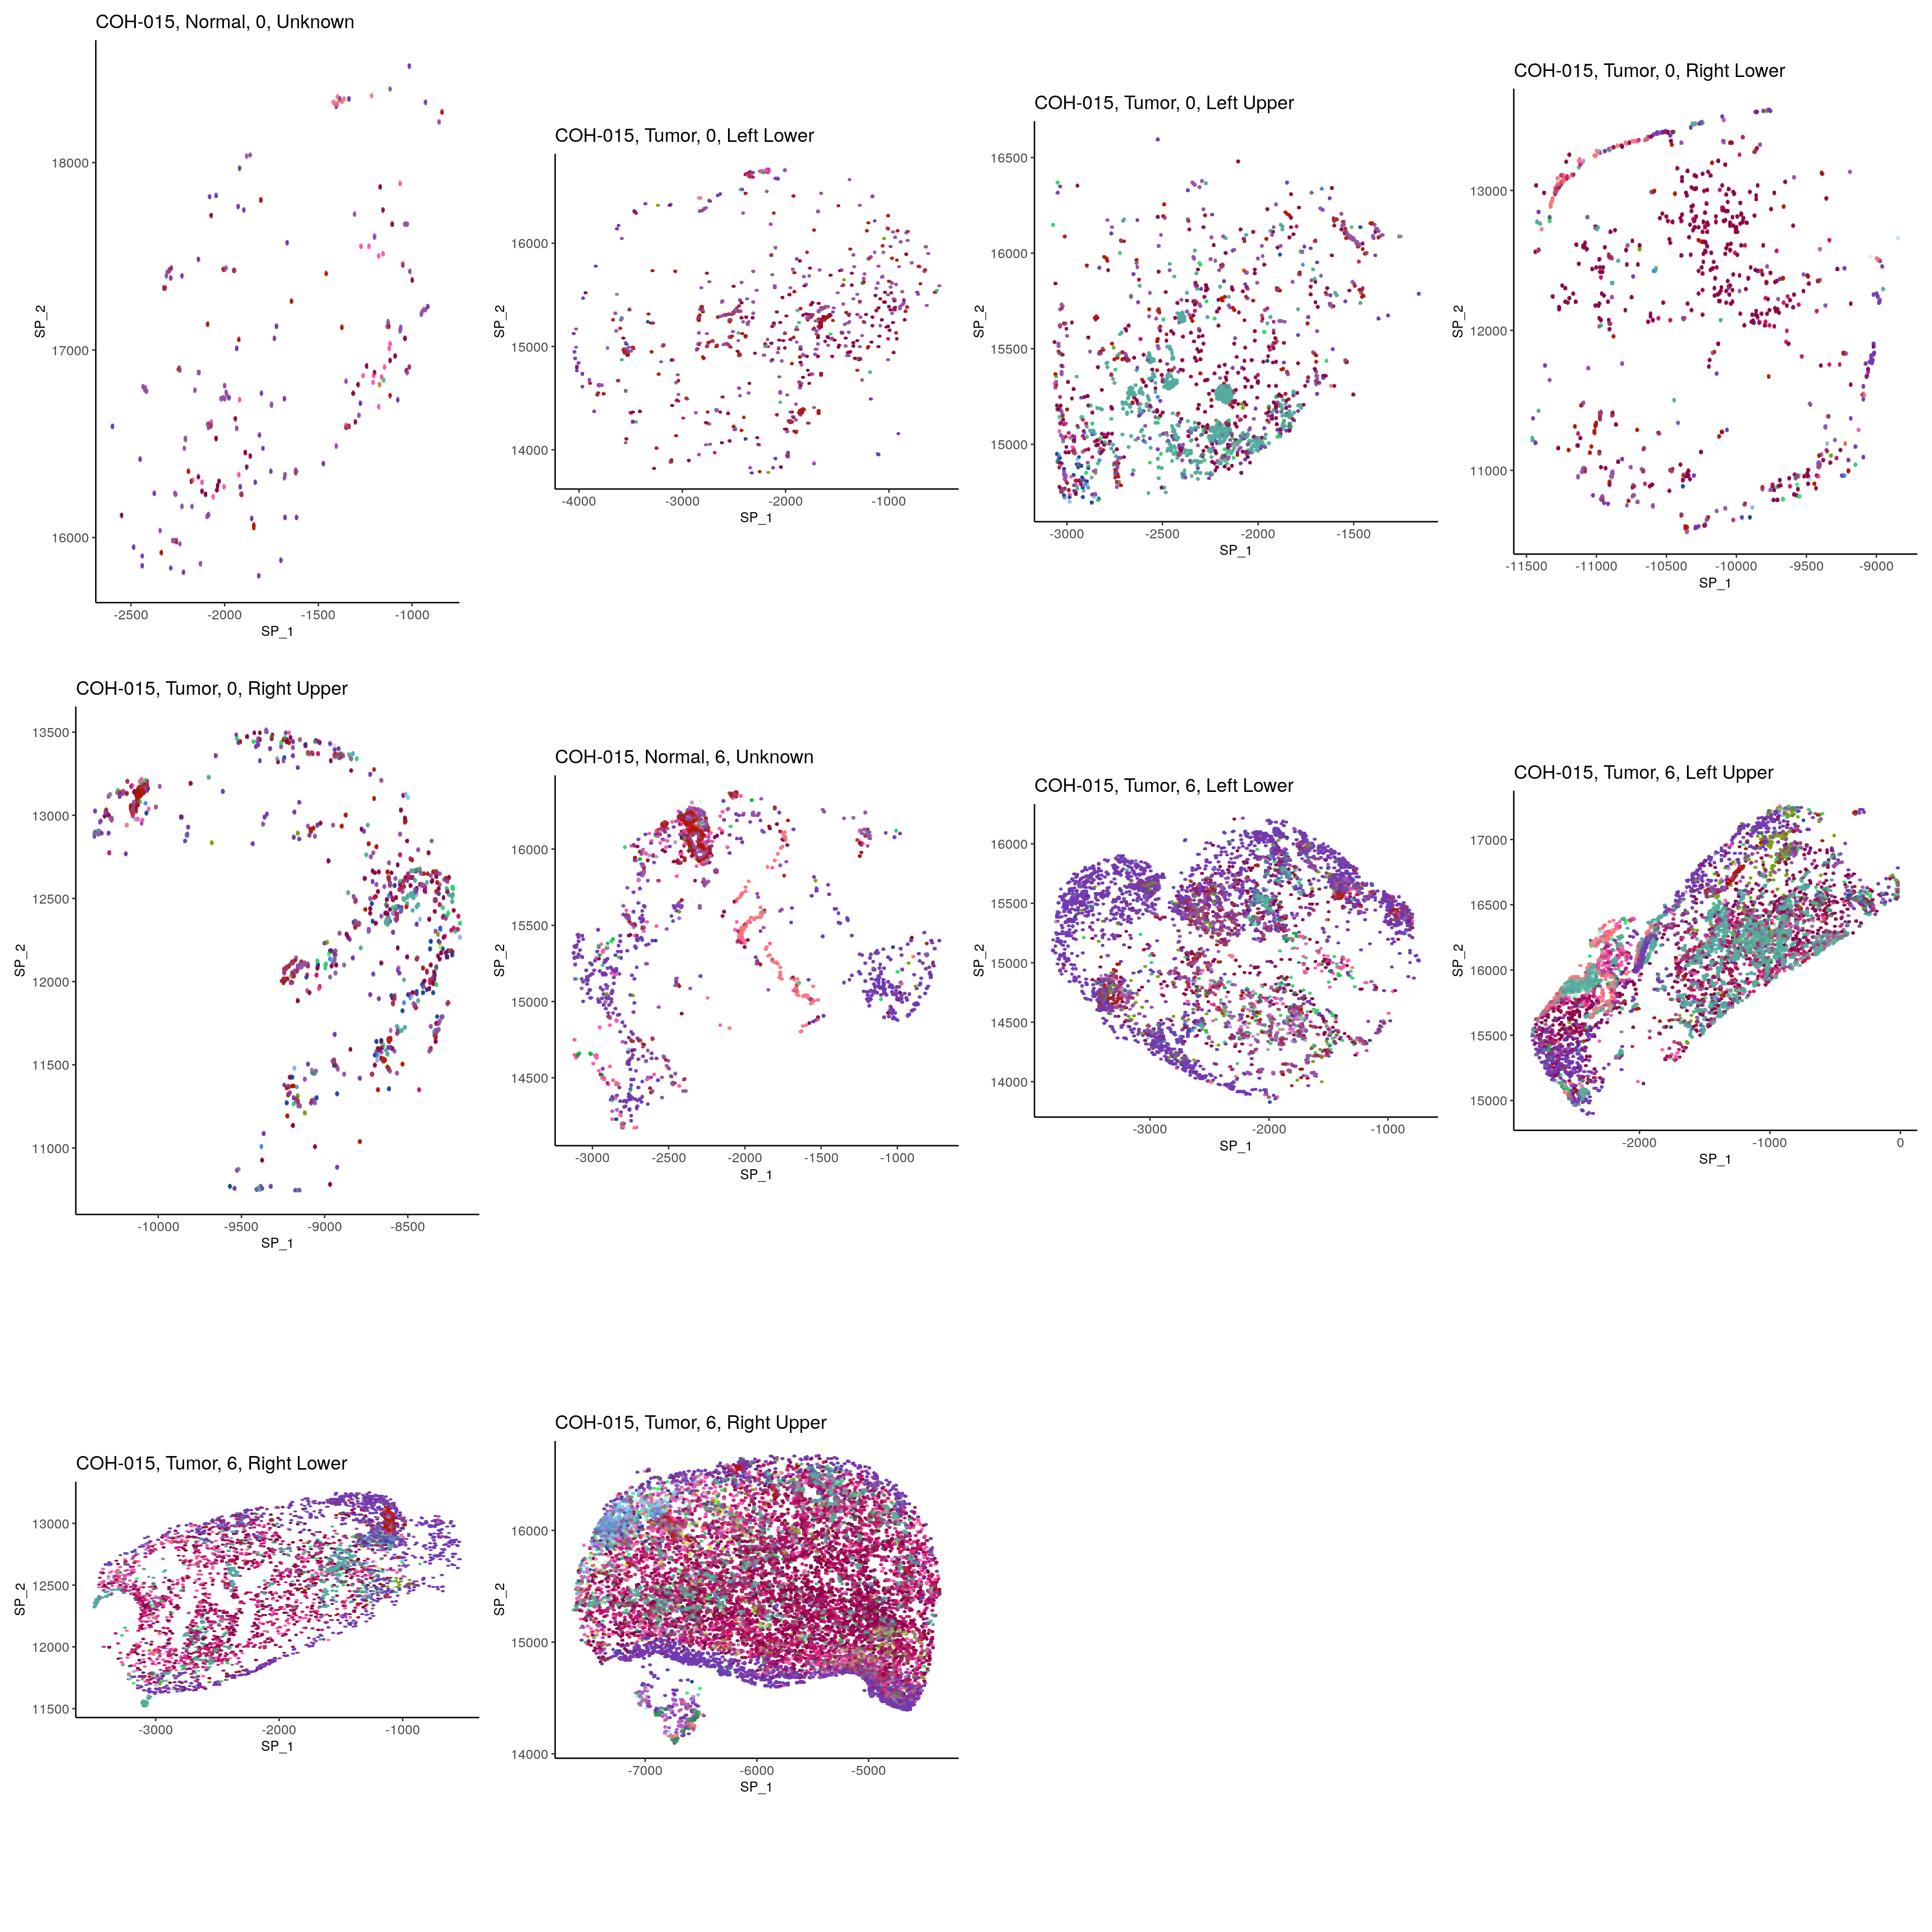 COH-015, Normal, 0, Unknown
SP_2
18000
17000
16000
-2500 -2000 -1500 -1000
SP_1
COH-015, Tumor, 0, Left Lower
SP_2
16000
15000
14000
-4000 -3000 -2000 -1000
SP_1
COH-015, Tumor, 0, Left Upper
SP_2
16500
16000
15500
15000
-3000 -2500 -2000 -1500
SP_1
COH-015, Tumor, 0, Right Lower
SP_2
13000
12000
11000
-11500 -11000 -10500 -10000 -9500 -9000
SP_1
COH-015, Tumor, 0, Right Upper
SP_2
13500
13000
12500
12000
11500
11000
-10000 -9500 -9000 -8500
SP_1
COH-015, Normal, 6, Unknown
SP_2
16000
15500
15000
14500
-3000 -2500 -2000 -1500 -1000
SP_1
COH-015, Tumor, 6, Left Lower
SP_2
16000
15500
15000
14500
14000
-3000 -2000 -1000
SP_1
COH-015, Tumor, 6, Left Upper
SP_2
17000
16500
16000
15500
15000
-2000 -1000 0
SP_1
COH-015, Tumor, 6, Right Lower
SP_2
13000
12500
12000
11500
-3000 -2000 -1000
SP_1
COH-015, Tumor, 6, Right Upper
SP_2
16000
15000
14000
-7000 -6000 -5000
SP_1